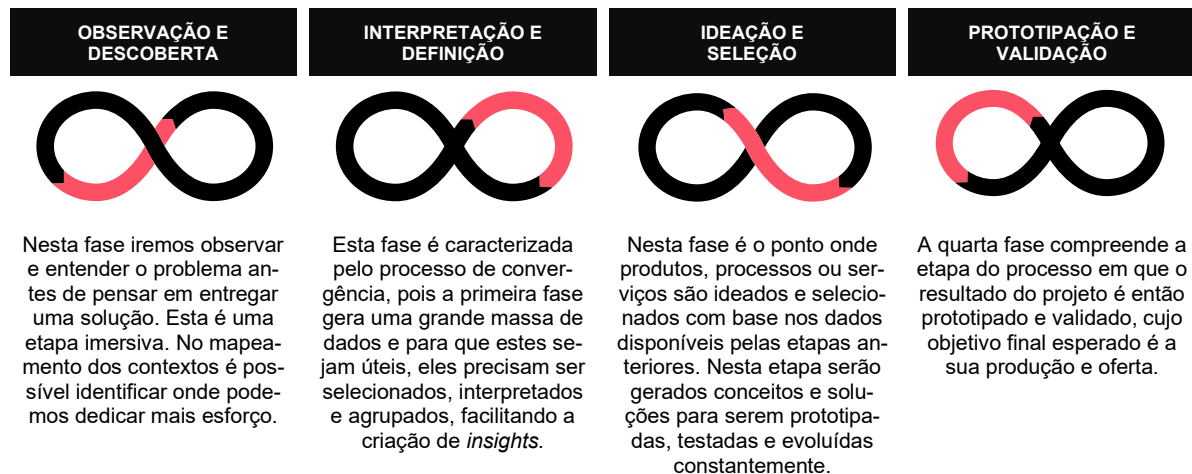 OBSERVAÇÃO E
DESCOBERTA
Nesta fase iremos observar
e entender o problema an-
tes de pensar em entregar
uma solução. Esta é uma
etapa imersiva. No mapea-
mento dos contextos é pos-
sível identificar onde pode-
mos dedicar mais esforço.
INTERPRETAÇÃO E
DEFINIÇÃO
Esta fase é caracterizada
pelo processo de conver-
gência, pois a primeira fase
gera uma grande massa de
dados e para que estes se-
jam úteis, eles precisam ser
selecionados, interpretados
e agrupados, facilitando a
criação de insights.
IDEAÇÃO E
SELEÇÃO
Nesta fase é o ponto onde
produtos, processos ou ser-
viços são ideados e selecio-
nados com base nos dados
disponíveis pelas etapas an-
teriores. Nesta etapa serão
gerados conceitos e solu-
ções para serem prototipa-
das, testadas e evoluídas
constantemente.
PROTOTIPAÇÃO E
VALIDAÇÃO
A quarta fase compreende a
etapa do processo em que o
resultado do projeto é então
prototipado e validado, cujo
objetivo final esperado é a
sua produção e oferta.